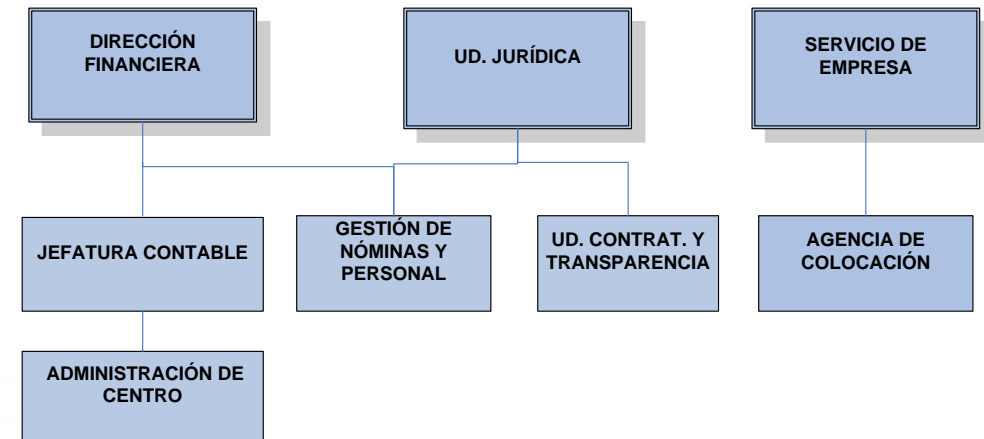 DIRECCIÓN
FINANCIERA
UD. JURÍDICA
SERVICIO DE
EMPRESA
JEFATURA CONTABLE
GESTIÓN DE
NÓMINAS Y
PERSONAL
UD. CONTRAT. Y
TRANSPARENCIA
AGENCIA DE
COLOCACIÓN
ADMINISTRACIÓN DE
CENTRO